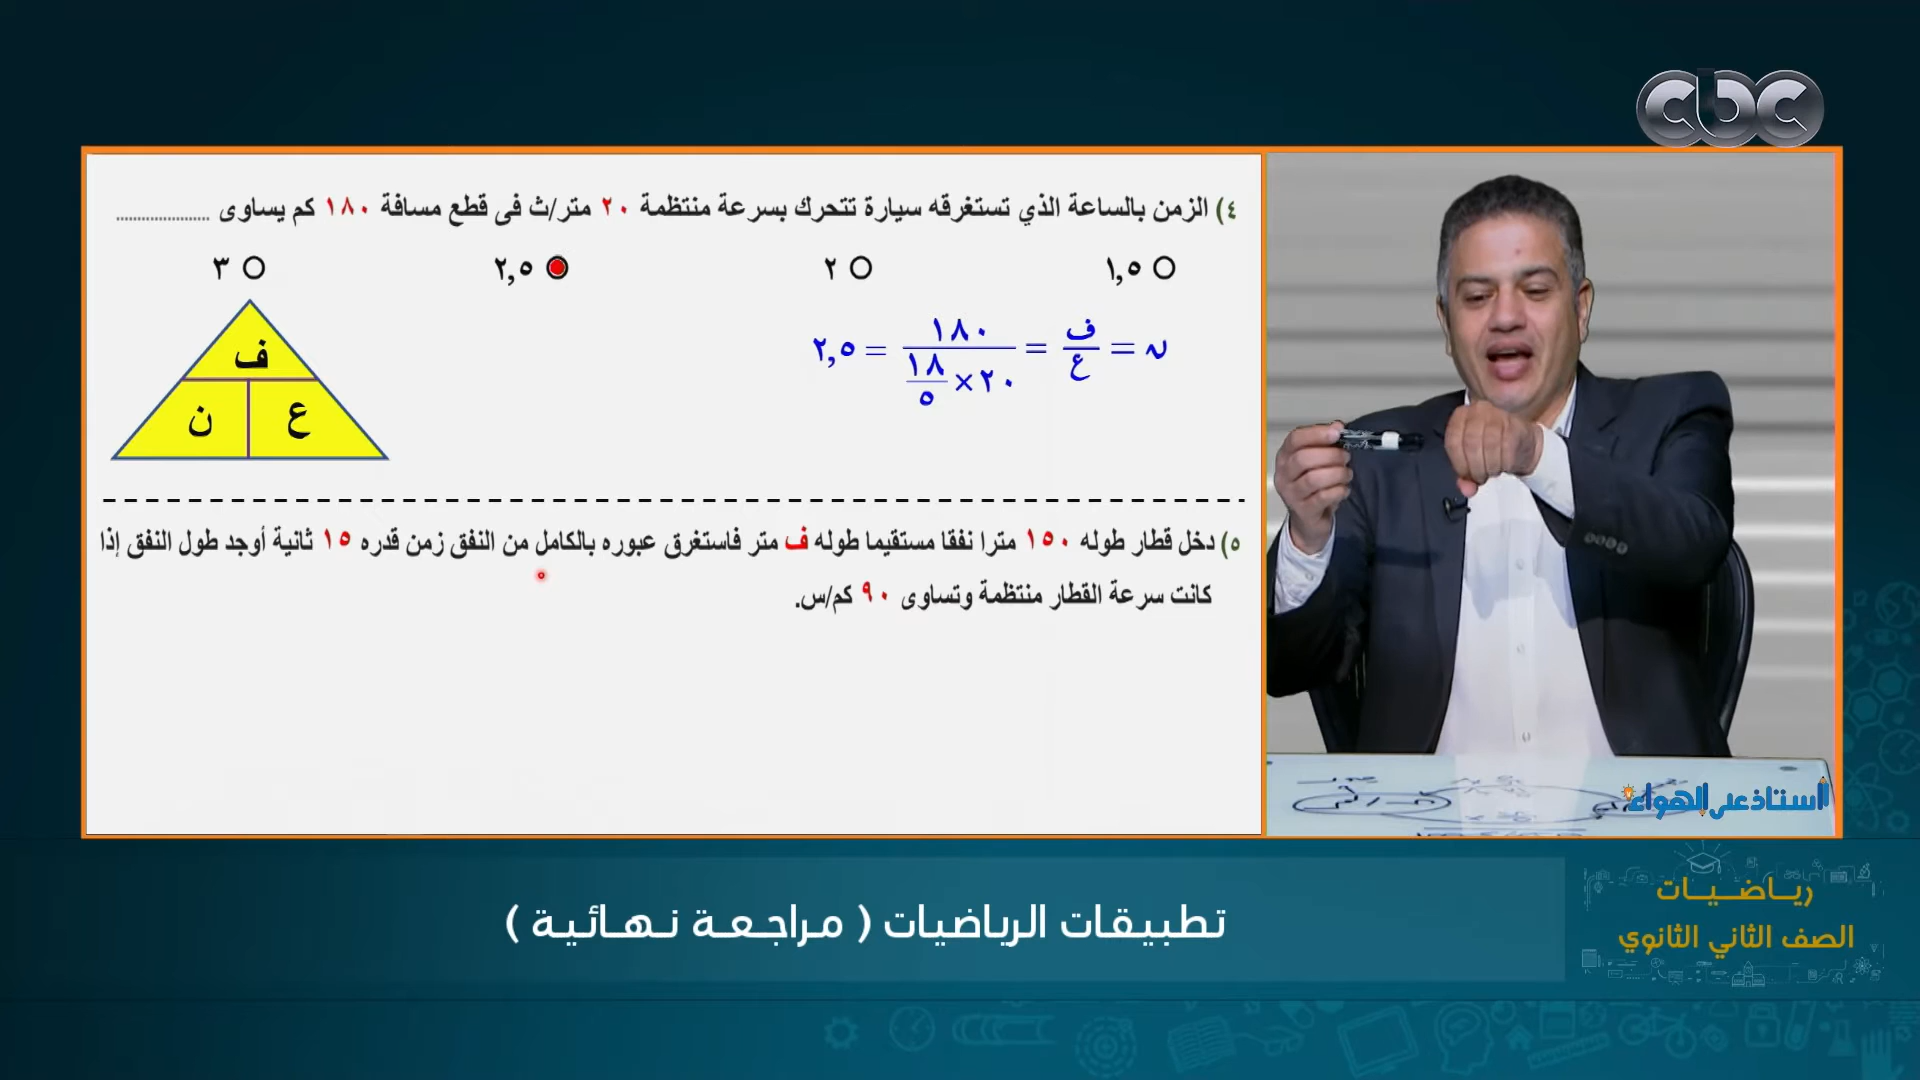 cbc
٤) الزمن بالساعة الذي تستغرقه سيارة تتحرك بسرعة منتظمة ٢٠ متر/ث فى قطع مسافة ١٨٠ كم يساوى ....................
١,٥ ٢ ٢,٥ ٣
ن = ف/ع = ١٨٠ / (٢٠ × ١٨/٥) = ٢,٥
ف
ع ن
٥) دخل قطار طوله ١٥٠ مترا نفقا مستقيما طوله ف متر فاستغرق عبوره بالكامل من النفق زمن قدره ١٥ ثانية أوجد طول النفق إذا
كانت سرعة القطار منتظمة وتساوى ٩٠ كم/س.
أستاذ على الهواء
تطبيقات الرياضيات ( مراجعة نهائية )
رياضيات
الصف الثاني الثانوي